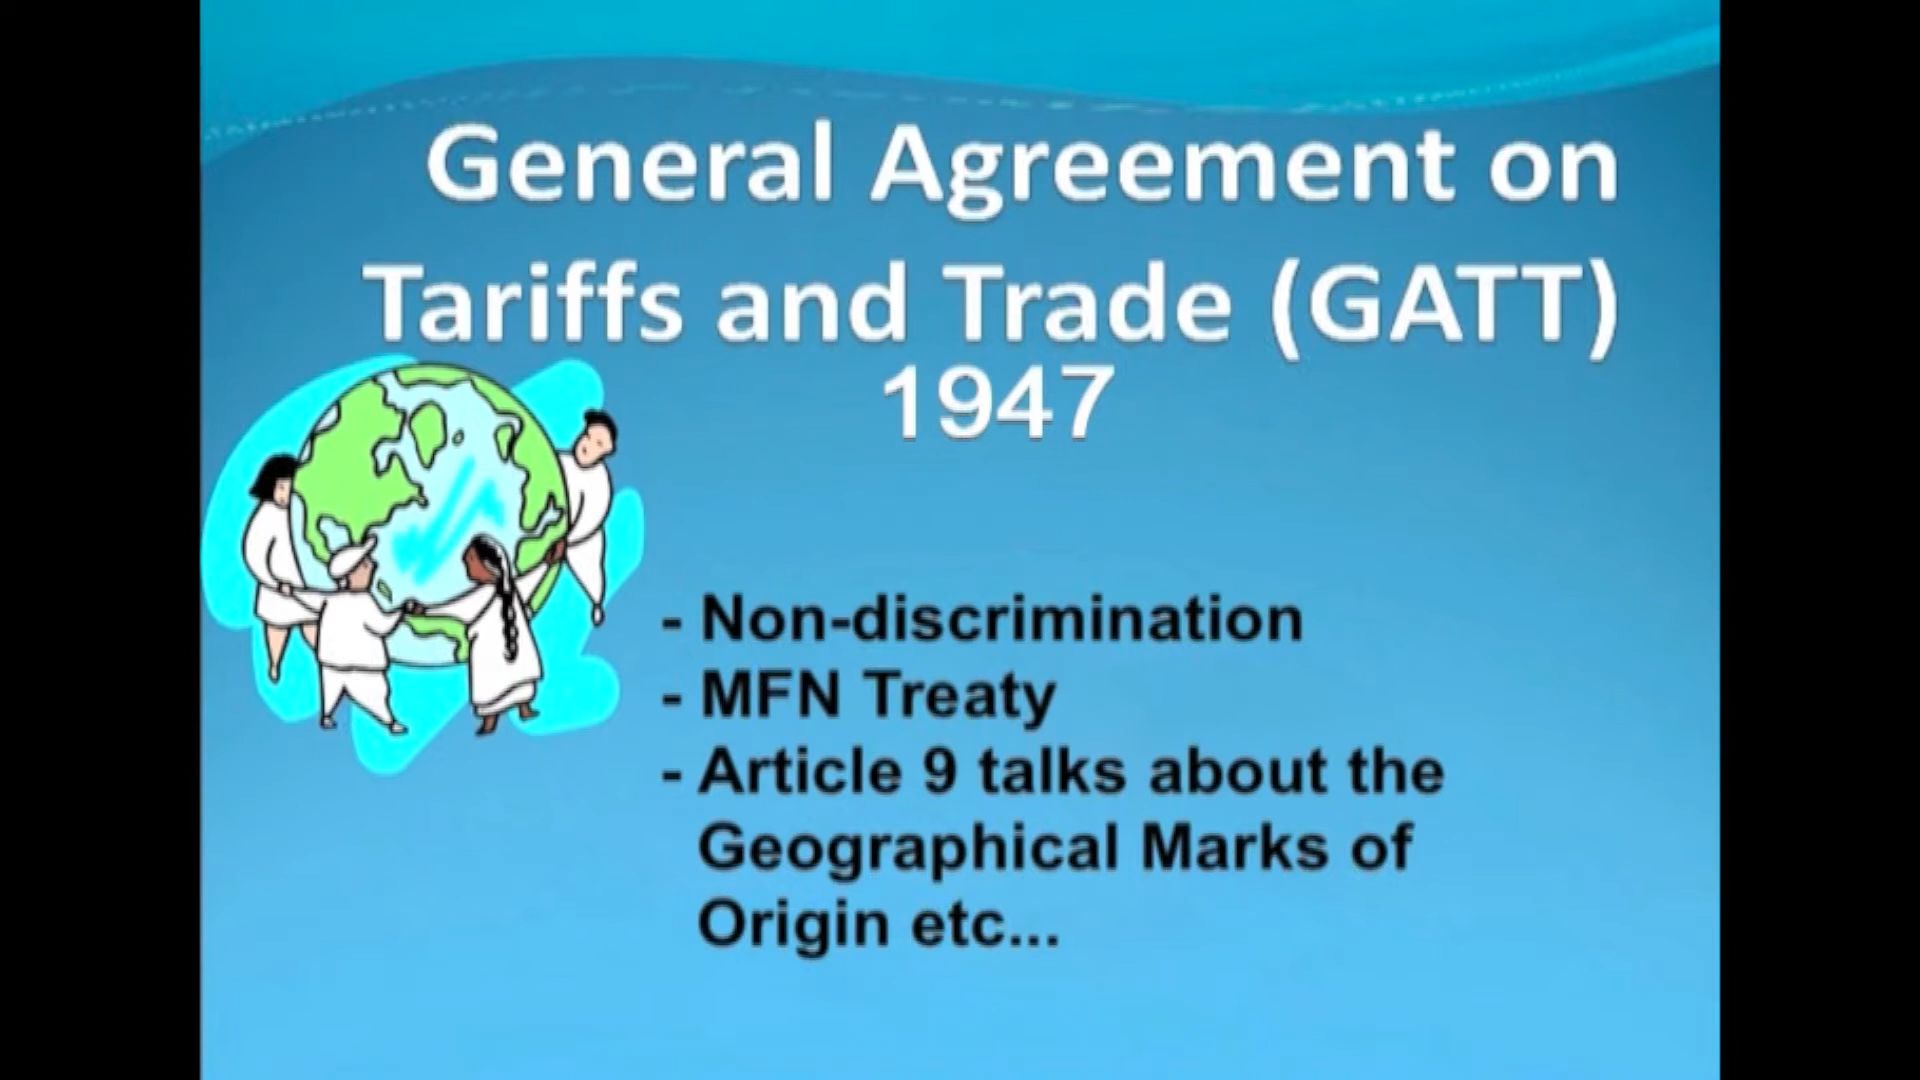 General Agreement on
Tariffs and Trade (GATT)
1947
- Non-discrimination
- MFN Treaty
- Article 9 talks about the
Geographical Marks of
Origin etc...